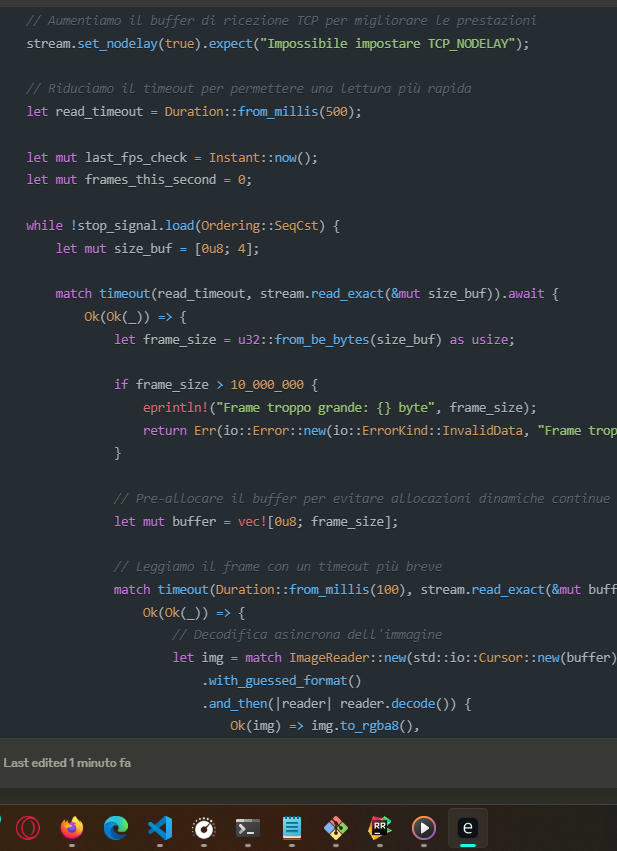 // Aumentiamo il buffer di ricezione TCP per migliorare le prestazioni
stream.set_nodelay(true).expect("Impossibile impostare TCP_NODELAY");
// Riduciamo il timeout per permettere una lettura più rapida
let read_timeout = Duration::from_millis(500);
let mut last_fps_check = Instant::now();
let mut frames_this_second = 0;
while !stop_signal.load(Ordering::SeqCst) {
let mut size_buf = [0u8; 4];
match timeout(read_timeout, stream.read_exact(&mut size_buf)).await {
Ok(Ok(_)) => {
let frame_size = u32::from_be_bytes(size_buf) as usize;
if frame_size > 10_000_000 {
eprintln!("Frame troppo grande: {} byte", frame_size);
return Err(io::Error::new(io::ErrorKind::InvalidData, "Frame trop
}
// Pre-allocare il buffer per evitare allocazioni dinamiche continue
let mut buffer = vec![0u8; frame_size];
// Leggiamo il frame con un timeout più breve
match timeout(Duration::from_millis(100), stream.read_exact(&mut buff
Ok(Ok(_)) => {
// Decodifica asincrona dell'immagine
let img = match ImageReader::new(std::io::Cursor::new(buffer)
.with_guessed_format()
.and_then(|reader| reader.decode()) {
Ok(img) => img.to_rgba8(),
Last edited 1 minuto fa
RR
e